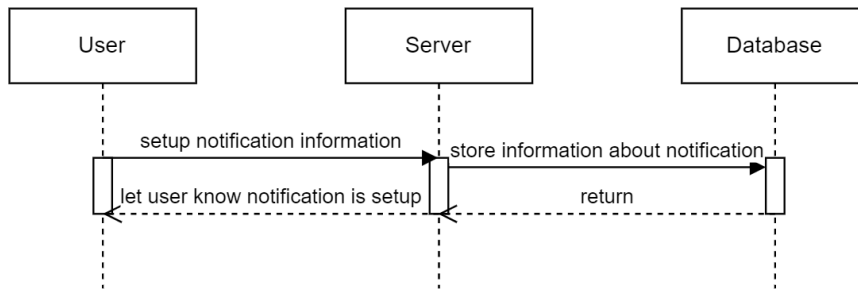 User
Server
Database
setup notification information
store information about notification
let user know notification is setup
return